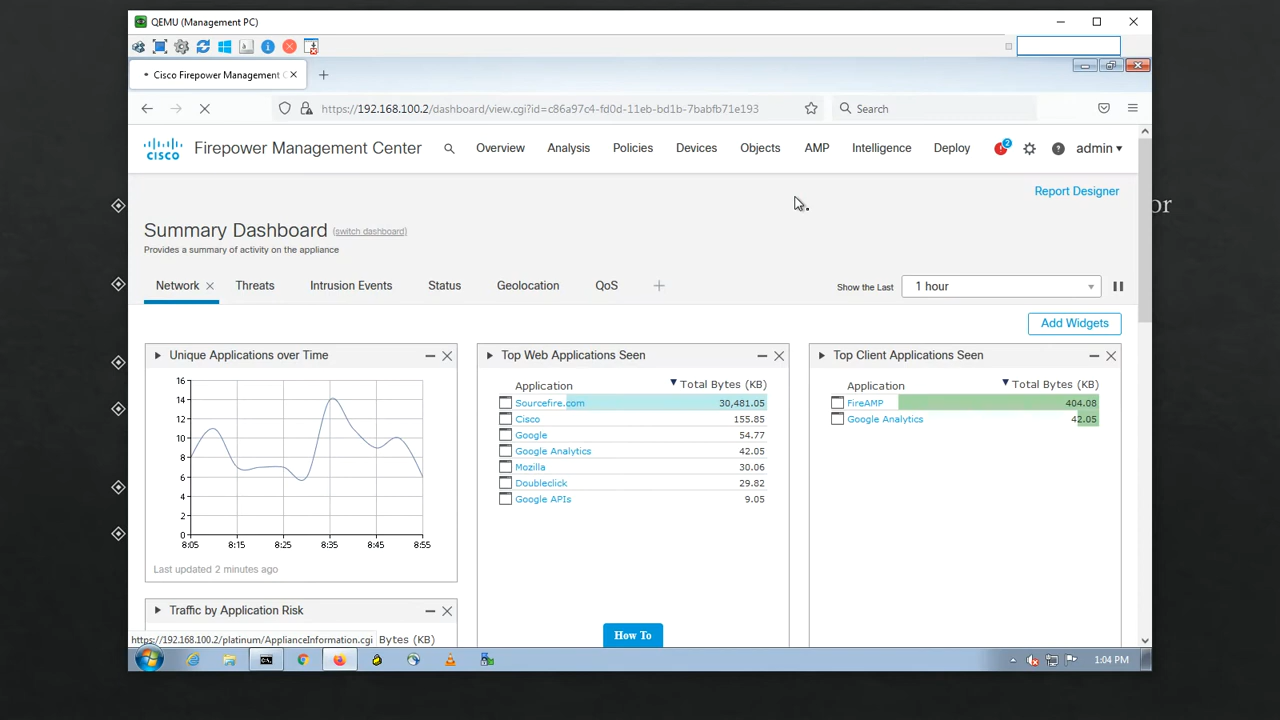 QEMU (Management PC)
Cisco Firepower Management C
https://192.168.100.2/dashboard/view.cgi?id=c86a97c4-fd0d-11eb-bd1b-7babfb71e193
Search
cisco
Firepower Management Center
Overview
Analysis
Policies
Devices
Objects
AMP
Intelligence
Deploy
2
admin
Report Designer
or
Summary Dashboard (switch dashboard)
Provides a summary of activity on the appliance
Network
Threats
Intrusion Events
Status
Geolocation
QoS
Show the Last
1 hour
Add Widgets
Unique Applications over Time
16
14
12
10
8
6
4
2
0
8:05 8:15 8:25 8:35 8:45 8:55
Last updated 2 minutes ago
Top Web Applications Seen
Application Total Bytes (KB)
Sourcefire.com 30,481.05
Cisco 155.85
Google 54.77
Google Analytics 42.05
Mozilla 30.06
Doubleclick 29.82
Google APIs 9.05
Top Client Applications Seen
Application Total Bytes (KB)
FireAMP 404.08
Google Analytics 42.05
Traffic by Application Risk
https://192.168.100.2/platinum/ApplianceInformation.cgi Bytes (KB)
How To
1:04 PM